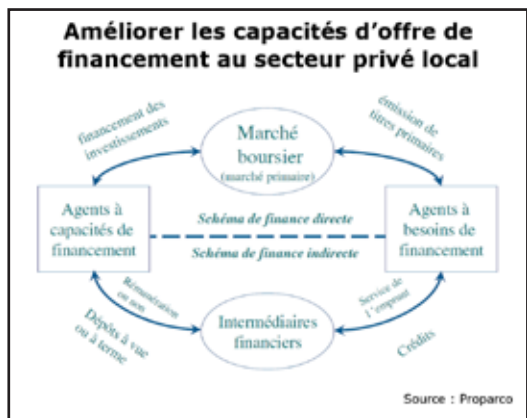 Améliorer les capacités d'offre de
financement au secteur privé local
financement des
investissements
Marché
boursier
(marché primaire)
émission de
titres primaires
Agents à
capacités de
financement
Schéma de finance directe
Schéma de finance indirecte
Agents à
besoins de
financement
Rémunération
ou non
Dépôts à vue
ou à terme
Intermédiaires
financiers
Service de
l'emprunt
Crédits
Source : Proparco